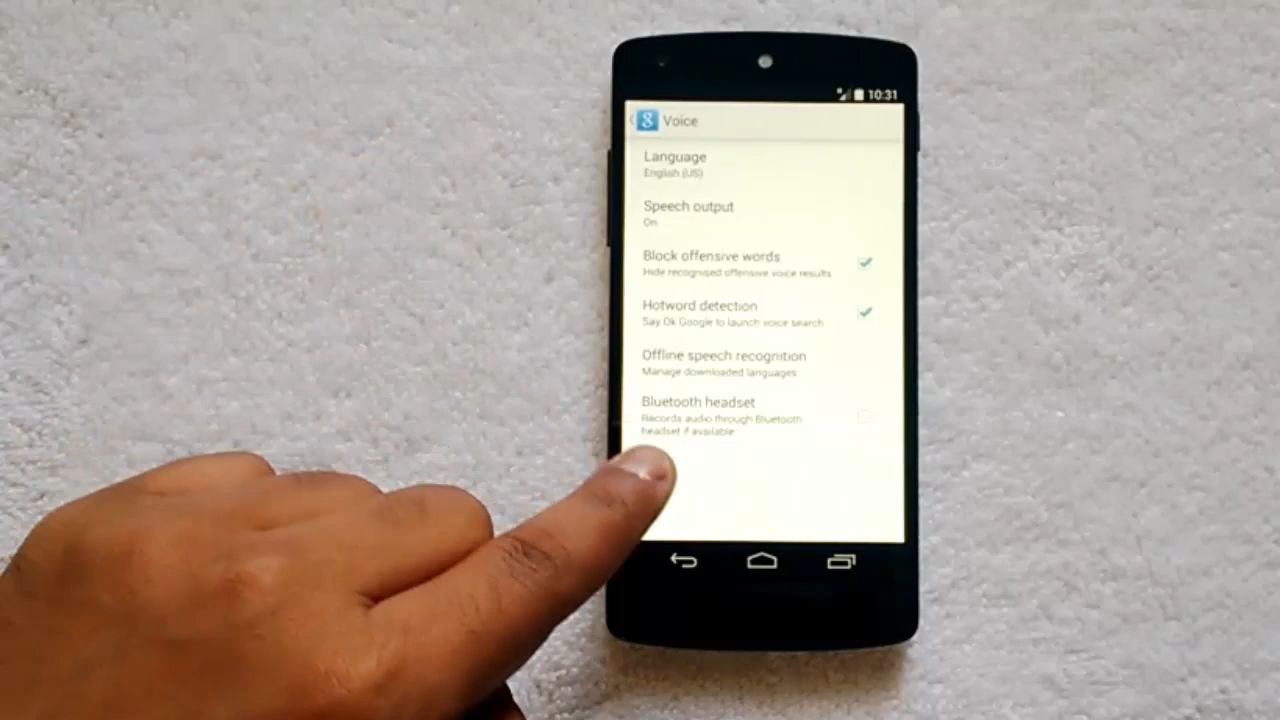 10:31
8 Voice
Language
English (US)
Speech output
On
Block offensive words
Hide recognised offensive voice results
Hotword detection
Say Ok Google to launch voice search
Offline speech recognition
Manage downloaded languages
Bluetooth headset
Records audio through Bluetooth
headset if available